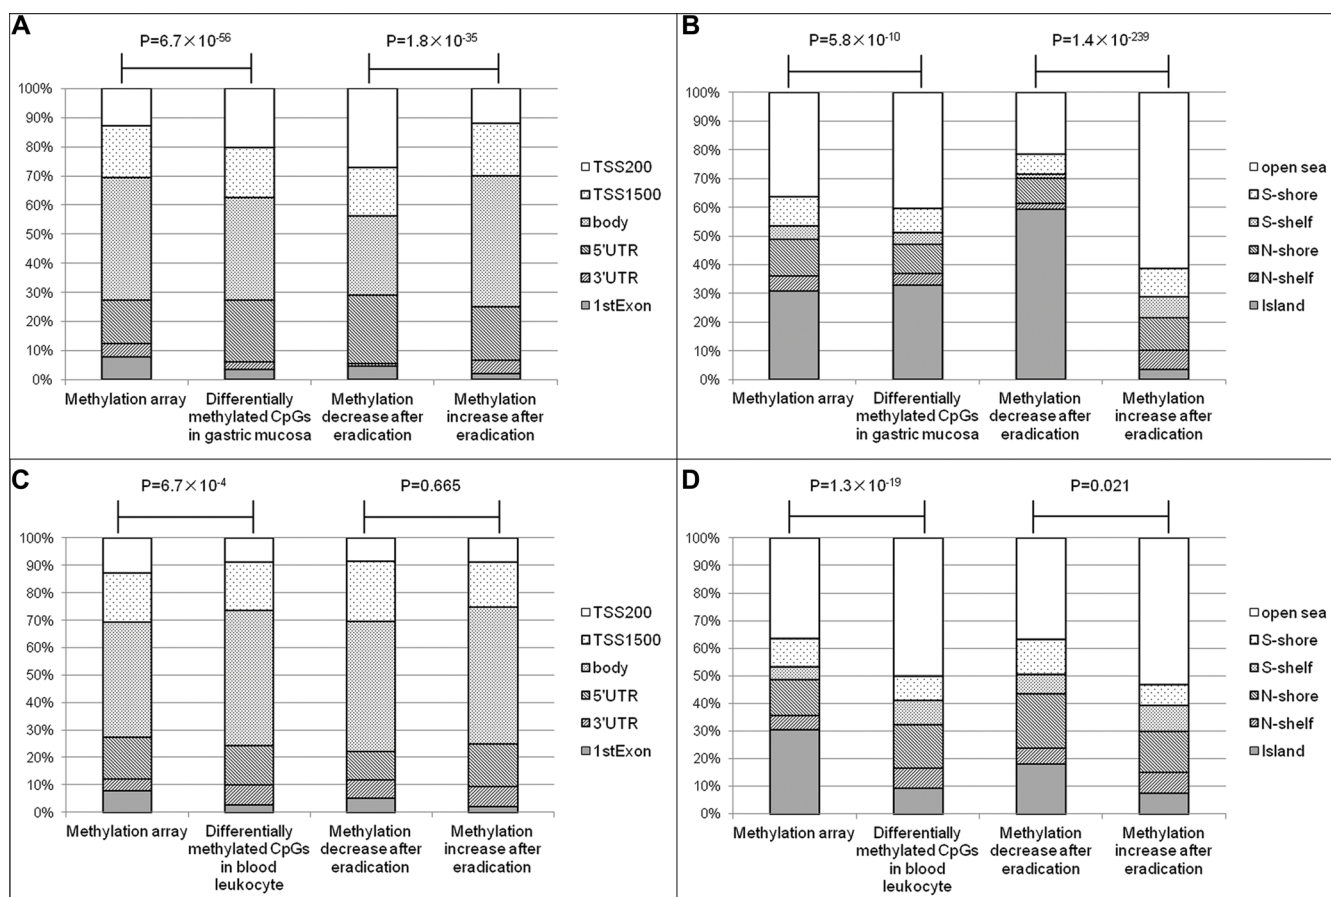 A
P=6.7×10⁻⁵⁶
P=1.8×10⁻³⁵
100%
90%
80%
70%
60%
50%
40%
30%
20%
10%
0%
TSS200
TSS1500
body
5'UTR
3'UTR
1stExon
Methylation array
Differentially
methylated CpGs
in gastric mucosa
Methylation
decrease after
eradication
Methylation
increase after
eradication
B
P=5.8×10⁻¹⁰
P=1.4×10⁻²³⁹
100%
90%
80%
70%
60%
50%
40%
30%
20%
10%
0%
open sea
S-shore
S-shelf
N-shore
N-shelf
Island
Methylation array
Differentially
methylated CpGs
in gastric mucosa
Methylation
decrease after
eradication
Methylation
increase after
eradication
C
P=6.7×10⁻⁴
P=0.665
100%
90%
80%
70%
60%
50%
40%
30%
20%
10%
0%
TSS200
TSS1500
body
5'UTR
3'UTR
1stExon
Methylation array
Differentially
methylated CpGs
in blood
leukocyte
Methylation
decrease after
eradication
Methylation
increase after
eradication
D
P=1.3×10⁻¹⁹
P=0.021
100%
90%
80%
70%
60%
50%
40%
30%
20%
10%
0%
open sea
S-shore
S-shelf
N-shore
N-shelf
Island
Methylation array
Differentially
methylated CpGs
in blood
leukocyte
Methylation
decrease after
eradication
Methylation
increase after
eradication